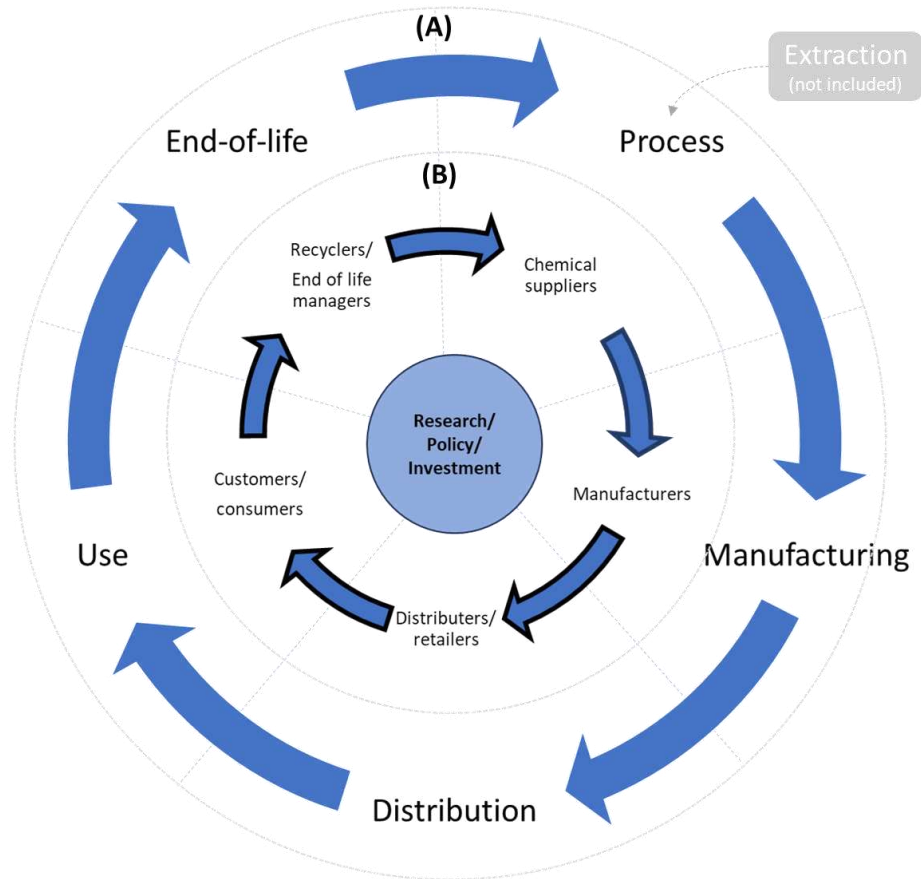 (A)
Extraction
(not included)
End-of-life
Process
(B)
Recyclers/
End of life
managers
Chemical
suppliers
Research/
Policy/
Investment
Customers/
consumers
Manufacturers
Use
Manufacturing
Distributers/
retailers
Distribution